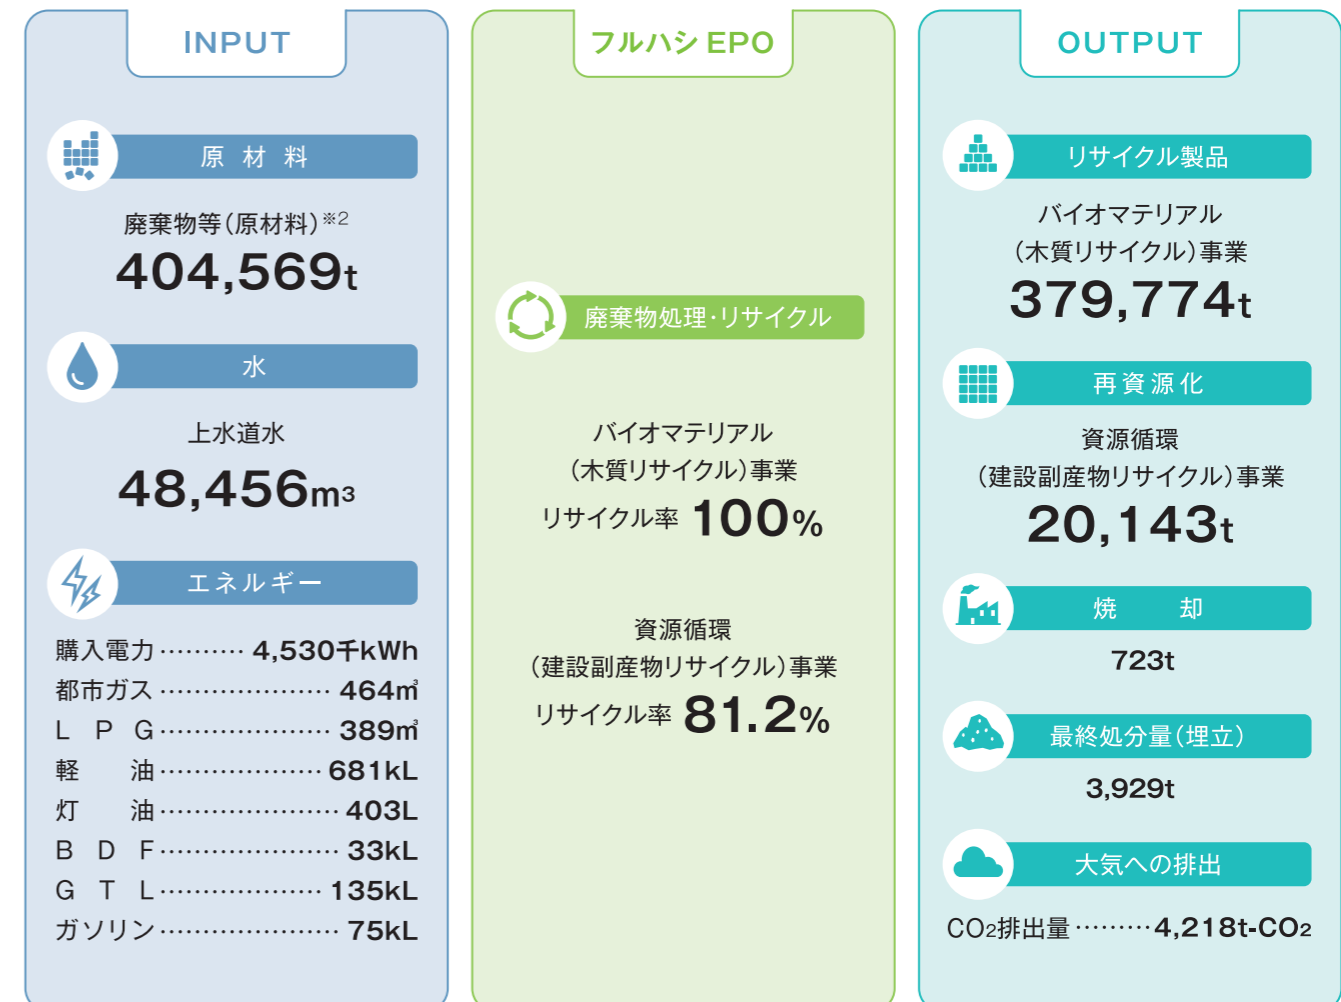 INPUT
原材料
廃棄物等（原材料）※2
404,569t
水
上水道水
48,456m3
エネルギー
購入電力………… 4,530千kWh
都市ガス………………… 464㎥
LPG………………… 389㎥
軽油………………… 681kL
灯油………………… 403L
BDF………………… 33kL
GTL………………… 135kL
ガソリン………………… 75kL
フルハシ EPO
廃棄物処理・リサイクル
バイオマテリアル
（木質リサイクル）事業
リサイクル率 100%
資源循環
（建設副産物リサイクル）事業
リサイクル率 81.2%
OUTPUT
リサイクル製品
バイオマテリアル
（木質リサイクル）事業
379,774t
再資源化
資源循環
（建設副産物リサイクル）事業
20,143t
焼却
723t
最終処分量（埋立）
3,929t
大気への排出
CO2排出量………4,218t-CO2